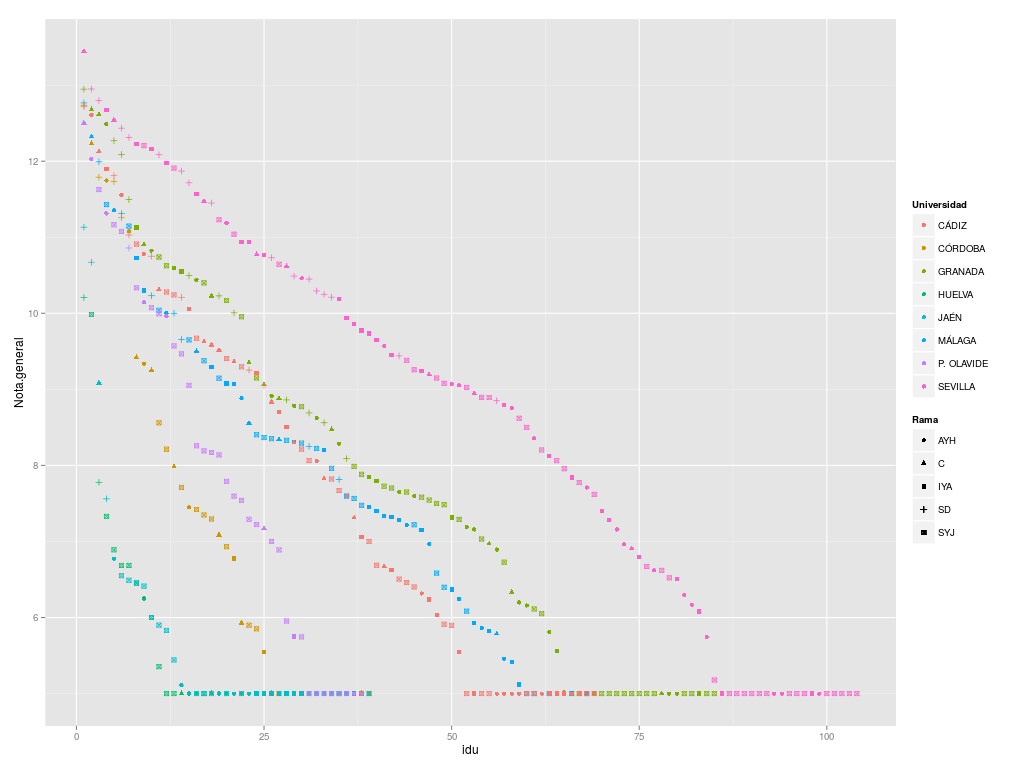 12
10
8
6
Nota.general
0
25
50
75
100
idu
Universidad
CÁDIZ
CÓRDOBA
GRANADA
HUELVA
JAÉN
MÁLAGA
P. OLAVIDE
SEVILLA
Rama
AYH
C
IYA
SD
SYJ